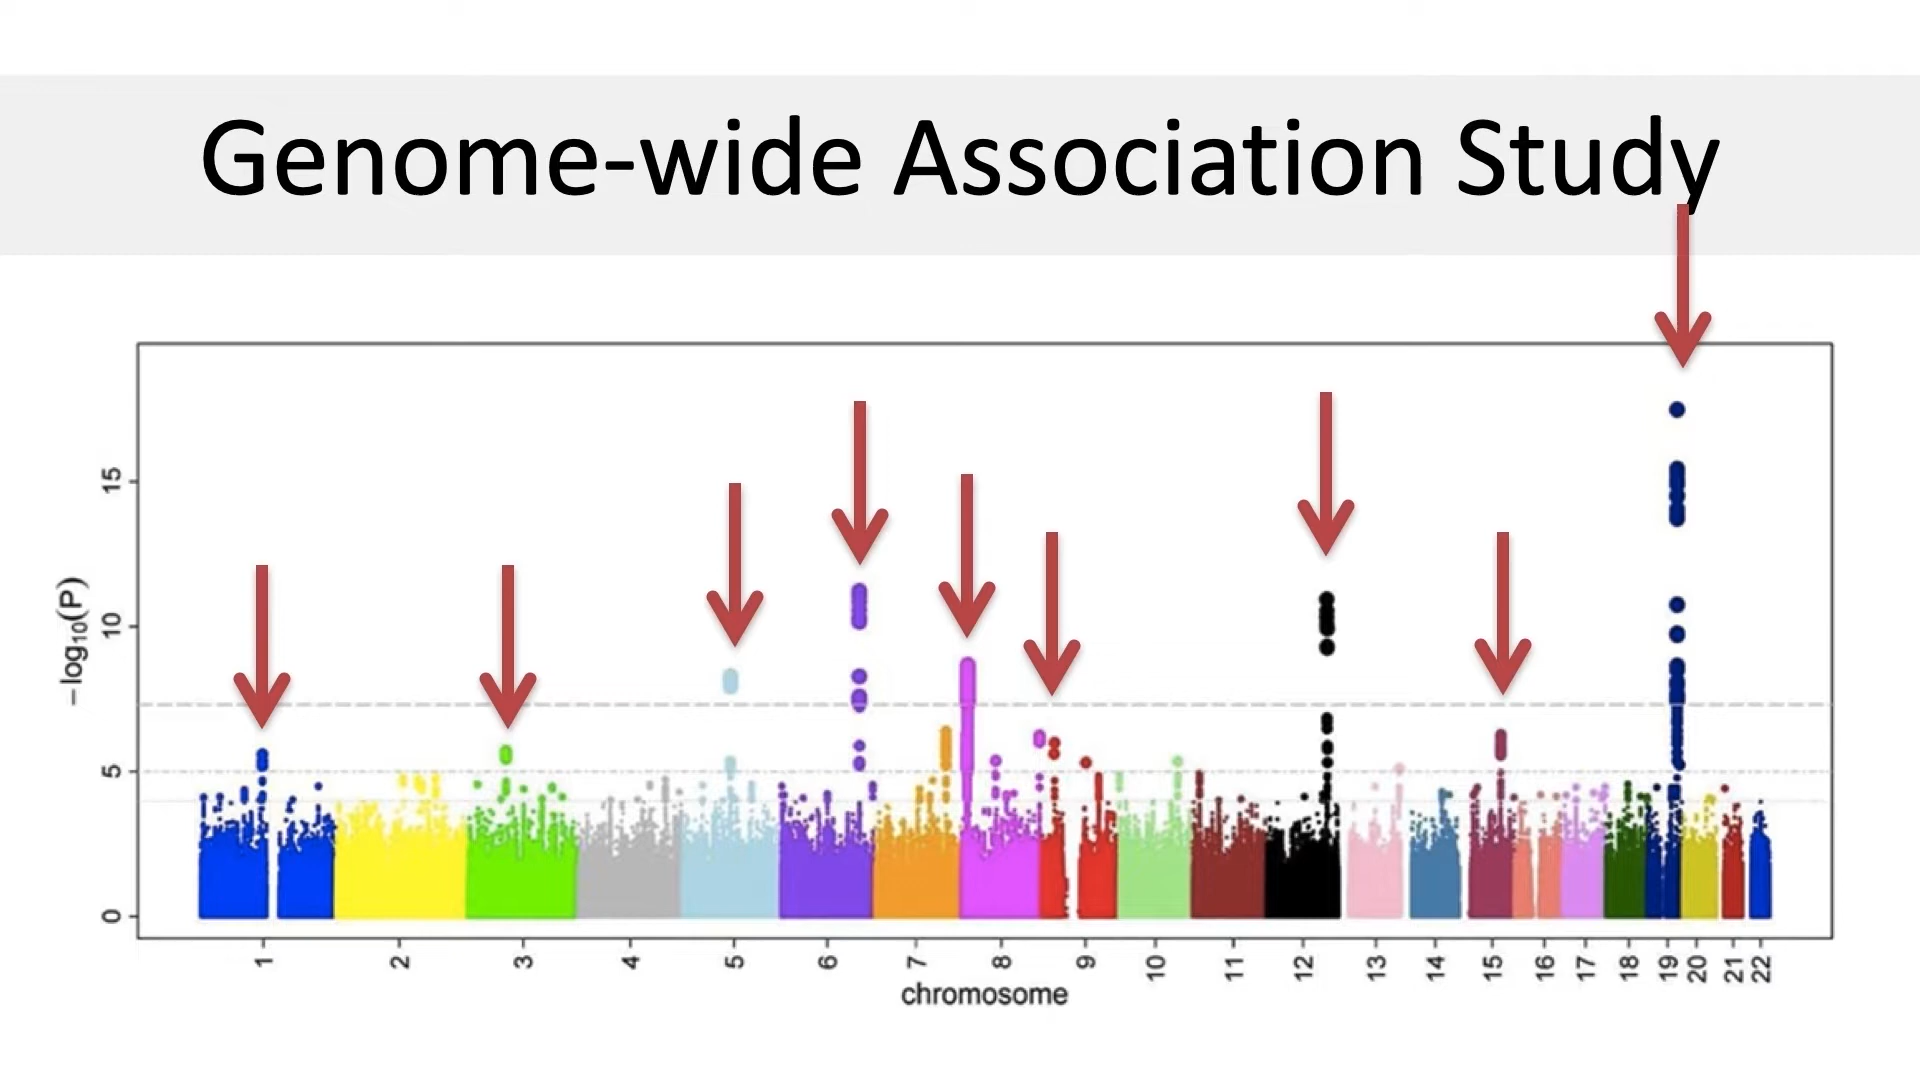 Genome-wide Association Study
−log₁₀(P)
15
10
5
0
1 2 3 4 5 6 7 8 9 10 11 12 13 14 15 16 17 18 19 20 21 22
chromosome